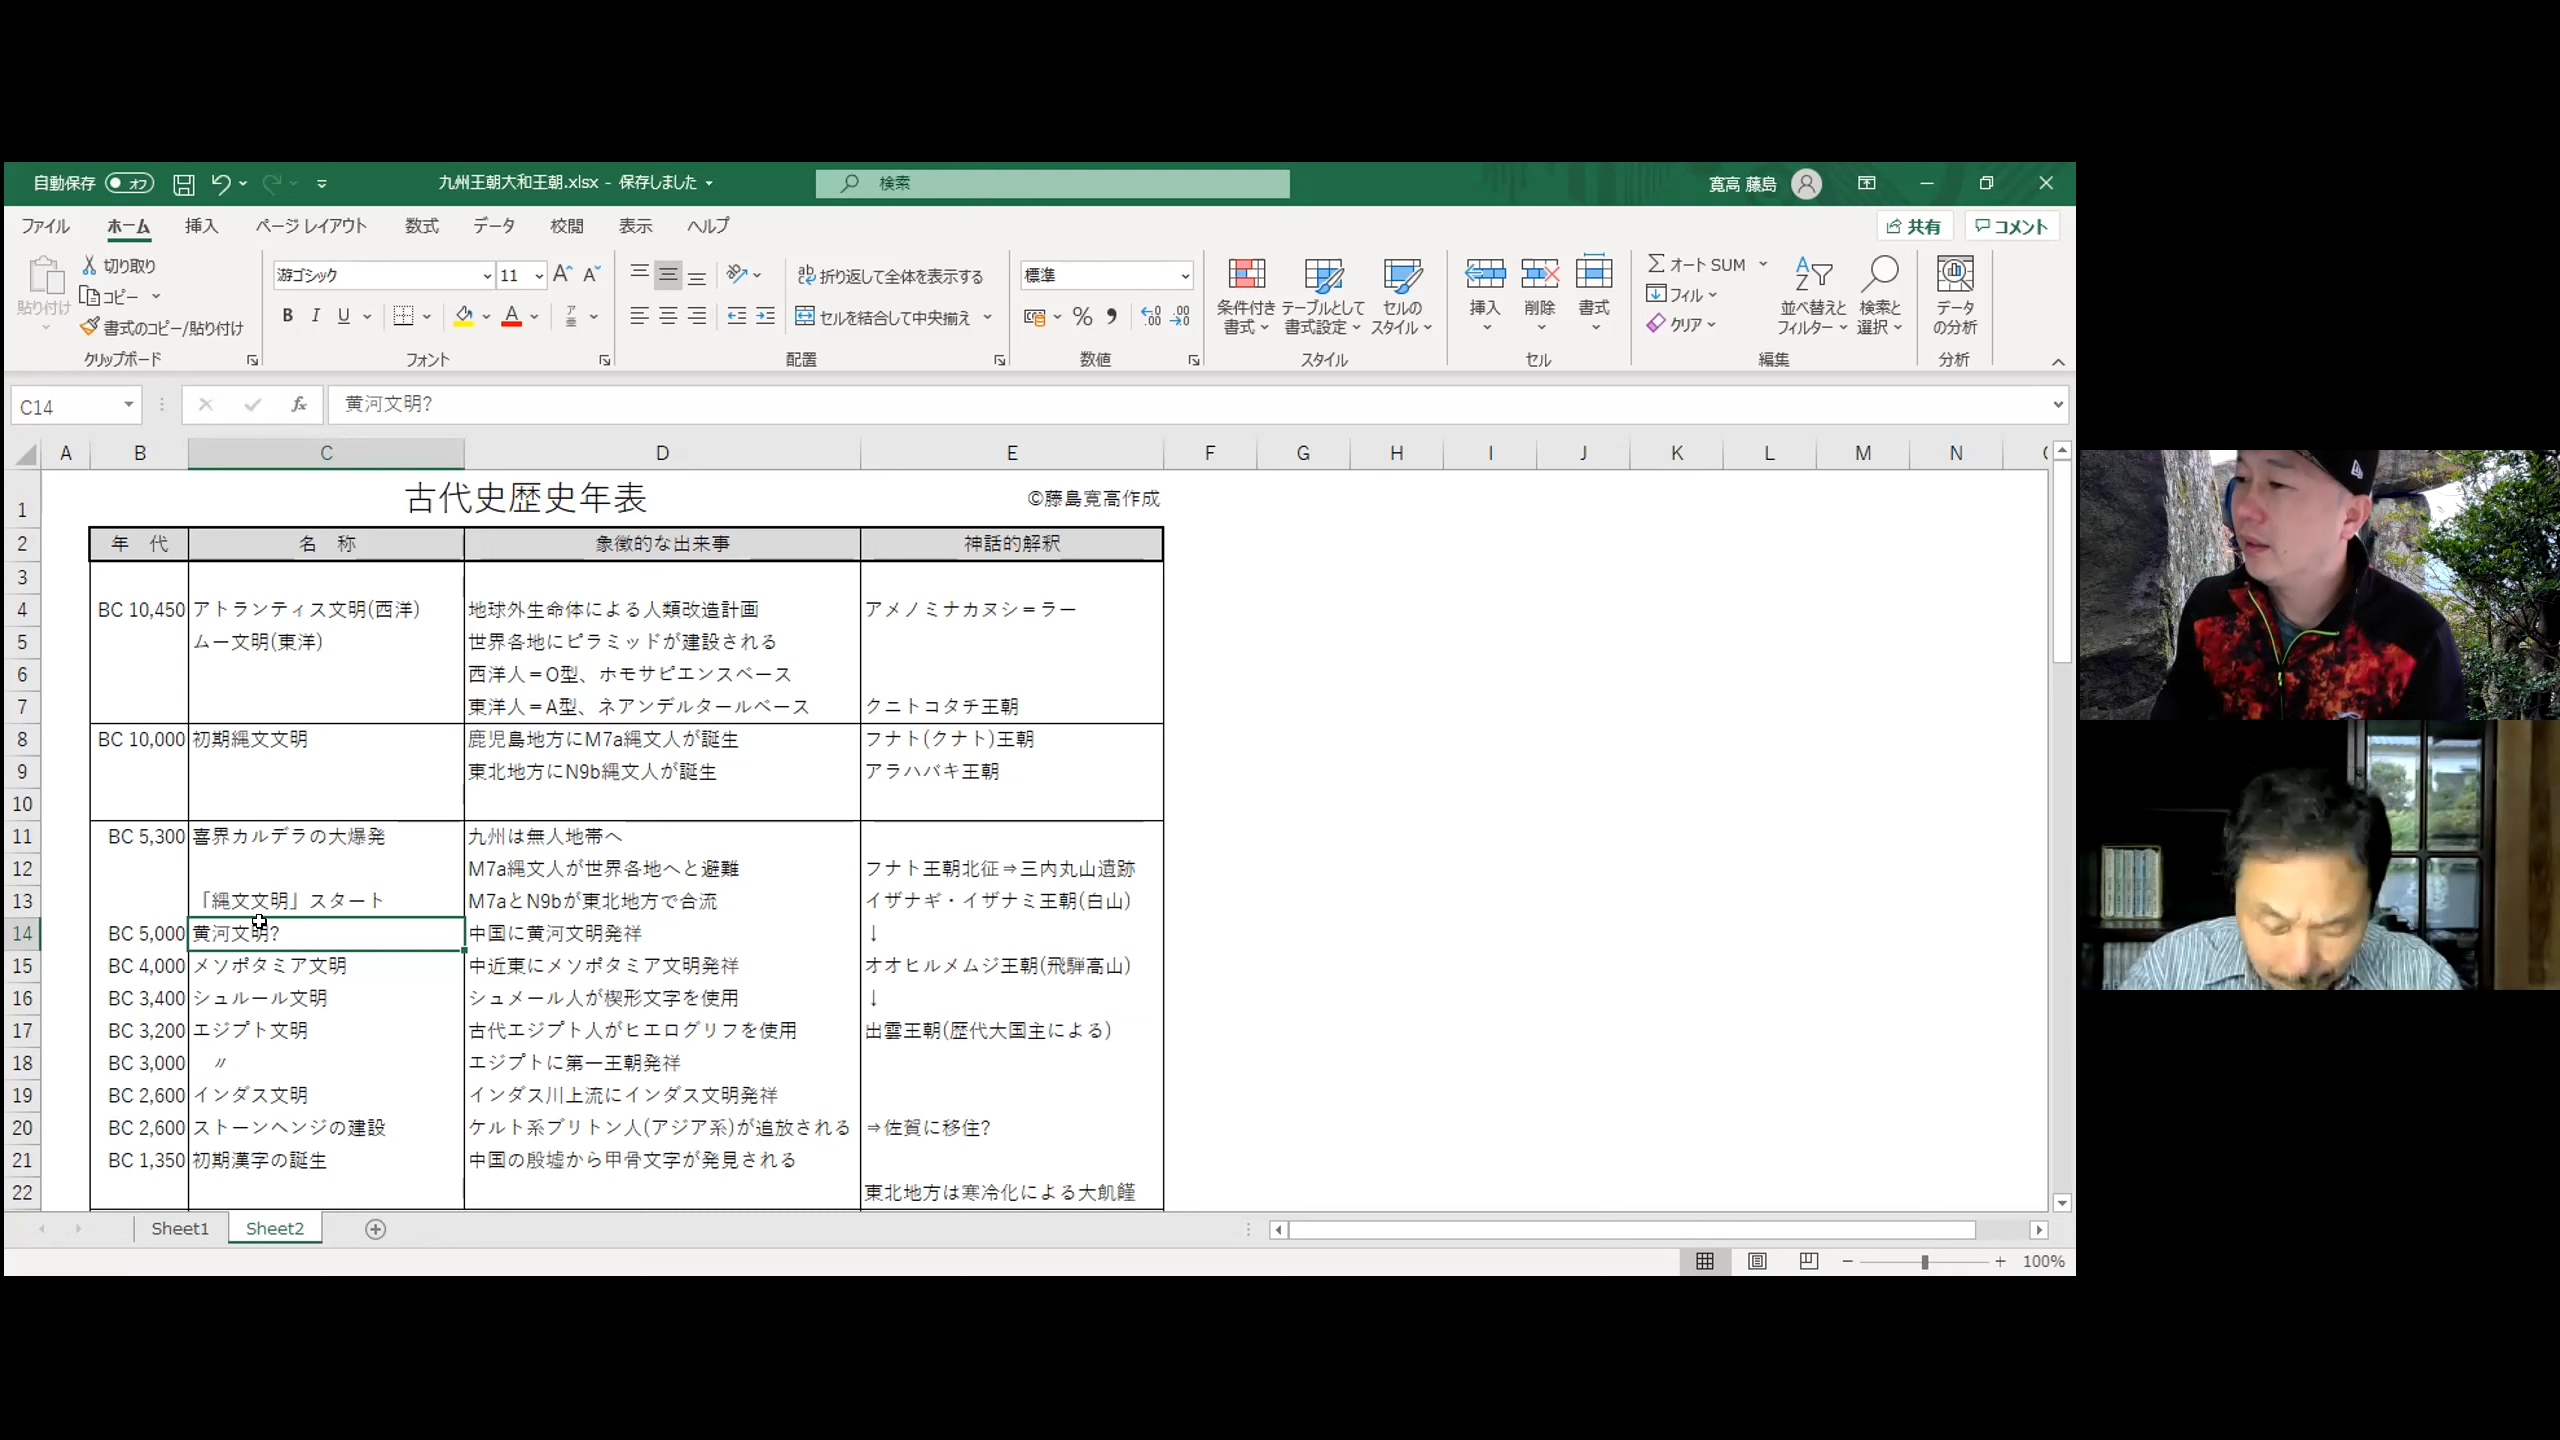 自動保存 オフ 九州王朝大和王朝.xlsx - 保存しました 検索 寛高 藤島
ファイル ホーム 挿入 ページ レイアウト 数式 データ 校閲 表示 ヘルプ 共有 コメント
貼り付け 切り取り コピー 書式のコピー/貼り付け
クリップボード
游ゴシック 11
B I U A
フォント
折り返して全体を表示する
セルを結合して中央揃え
配置
標準
%
数値
条件付き書式 テーブルとして書式設定 セルのスタイル
スタイル
挿入 削除 書式
セル
Σ オート SUM
フィル
クリア
並べ替えとフィルター 検索と選択
編集
データの分析
分析
C14 fx 黄河文明?
A B C D E F G H I J K L M N
1 古代史歴史年表 ©藤島寛高作成
2 年 代 名 称 象徴的な出来事 神話的解釈
3
4 BC 10,450 アトランティス文明(西洋) 地球外生命体による人類改造計画 アメノミナカヌシ=ラー
5 ムー文明(東洋) 世界各地にピラミッドが建設される
6 西洋人=O型、ホモサピエンスベース
7 東洋人=A型、ネアンデルタールベース クニトコタチ王朝
8 BC 10,000 初期縄文文明 鹿児島地方にM7a縄文人が誕生 フナト(クナト)王朝
9 東北地方にN9b縄文人が誕生 アラハバキ王朝
10
11 BC 5,300 喜界カルデラの大爆発 九州は無人地帯へ
12 M7a縄文人が世界各地へと避難 フナト王朝北征⇒三内丸山遺跡
13 「縄文文明」スタート M7aとN9bが東北地方で合流 イザナギ・イザナミ王朝(白山)
14 BC 5,000 黄河文明? 中国に黄河文明発祥 ↓
15 BC 4,000 メソポタミア文明 中近東にメソポタミア文明発祥 オオヒルメムジ王朝(飛騨高山)
16 BC 3,400 シュルール文明 シュメール人が楔形文字を使用 ↓
17 BC 3,200 エジプト文明 古代エジプト人がヒエログリフを使用 出雲王朝(歴代大国主による)
18 BC 3,000 〃 エジプトに第一王朝発祥
19 BC 2,600 インダス文明 インダス川上流にインダス文明発祥
20 BC 2,600 ストーンヘンジの建設 ケルト系ブリトン人(アジア系)が追放される ⇒佐賀に移住?
21 BC 1,350 初期漢字の誕生 中国の殷墟から甲骨文字が発見される
22 東北地方は寒冷化による大飢饉
Sheet1 Sheet2
100%